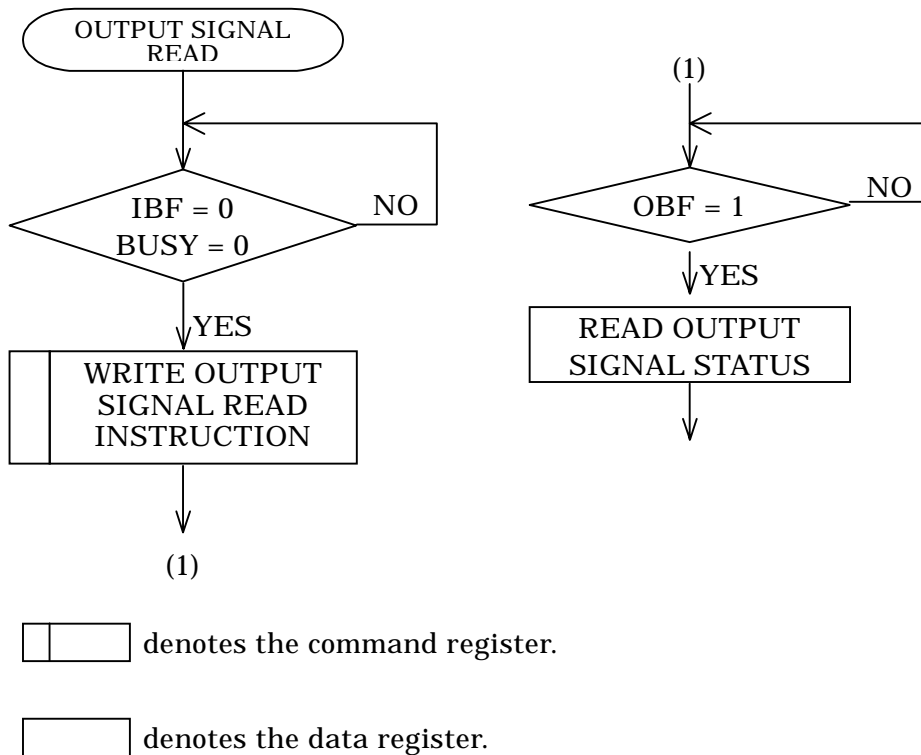 OUTPUT SIGNAL
READ
IBF = 0
BUSY = 0
NO
YES
WRITE OUTPUT
SIGNAL READ
INSTRUCTION
(1)
(1)
OBF = 1
NO
YES
READ OUTPUT
SIGNAL STATUS
denotes the command register.
denotes the data register.